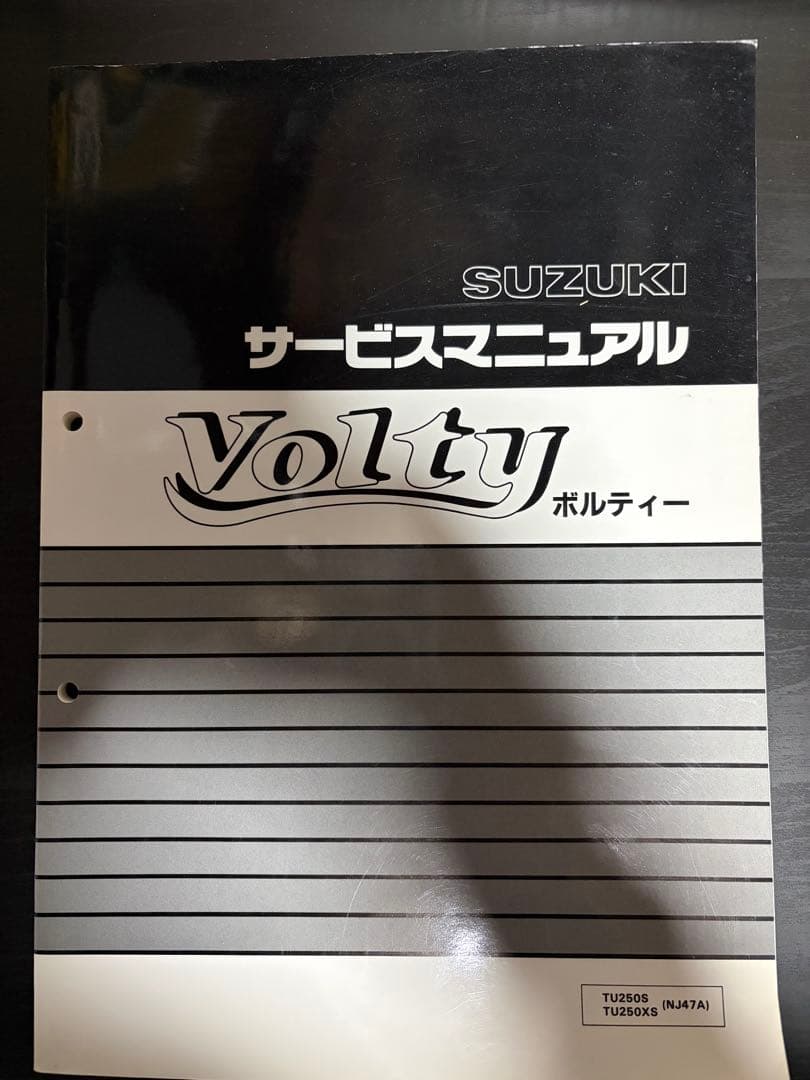 SUZUKI
サービスマニュアル
Volty
ボルティー
TU250S
TU250XS
(NJ47A)